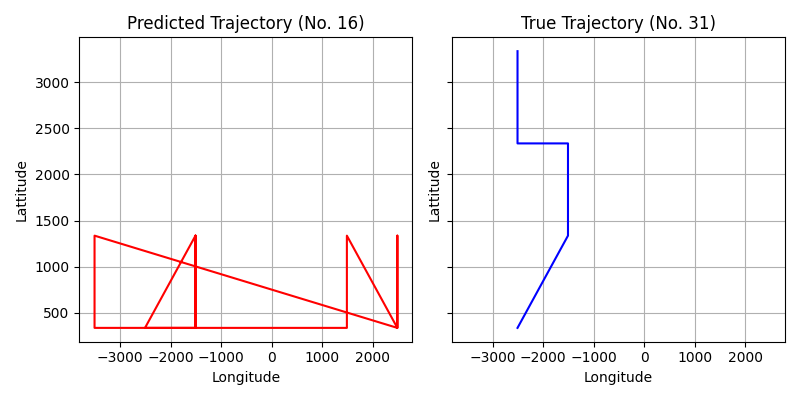 Predicted Trajectory (No. 16)
True Trajectory (No. 31)
Lattitude
3000
2500
2000
1500
1000
500
−3000 −2000 −1000 0 1000 2000
Longitude
Lattitude
−3000 −2000 −1000 0 1000 2000
Longitude